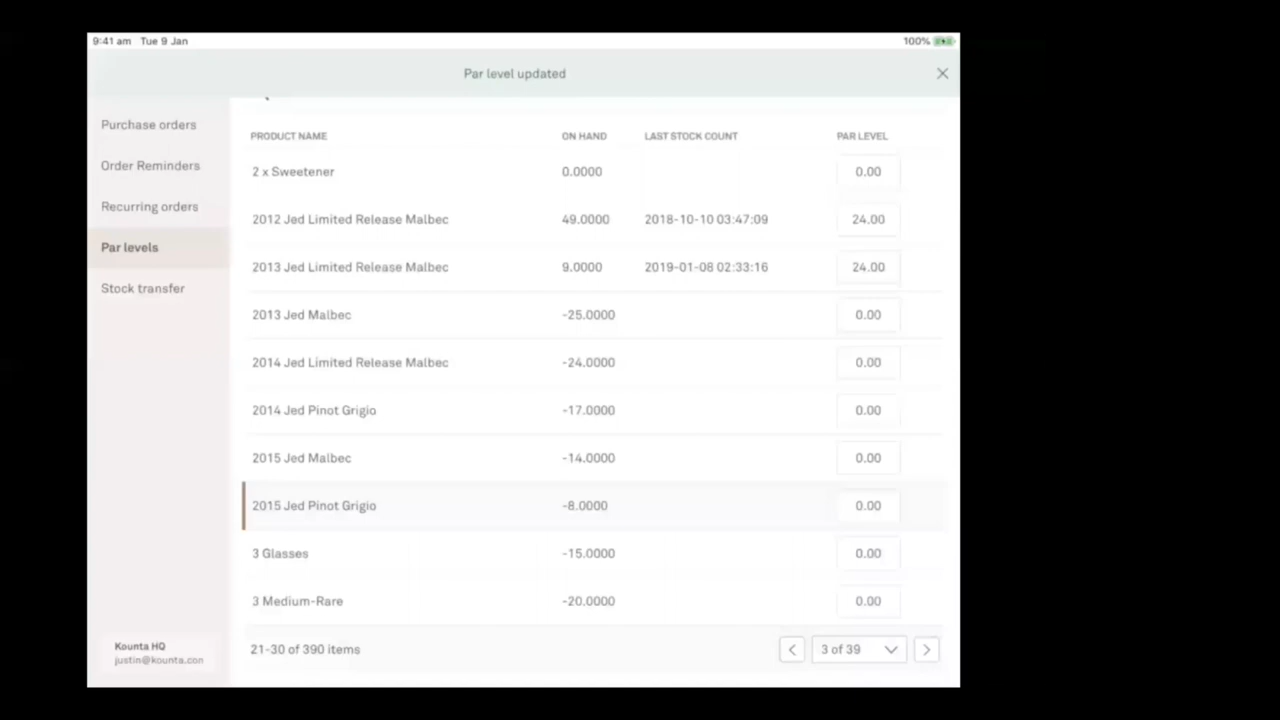 9:41 am Tue 9 Jan 100%
Par level updated
Purchase orders
Order Reminders
Recurring orders
Par levels
Stock transfer
PRODUCT NAME ON HAND LAST STOCK COUNT PAR LEVEL
2 x Sweetener 0.0000 0.00
2012 Jed Limited Release Malbec 49.0000 2018-10-10 03:47:09 24.00
2013 Jed Limited Release Malbec 9.0000 2019-01-08 02:33:16 24.00
2013 Jed Malbec -25.0000 0.00
2014 Jed Limited Release Malbec -24.0000 0.00
2014 Jed Pinot Grigio -17.0000 0.00
2015 Jed Malbec -14.0000 0.00
2015 Jed Pinot Grigio -8.0000 0.00
3 Glasses -15.0000 0.00
3 Medium-Rare -20.0000 0.00
21-30 of 390 items 3 of 39
Kounta HQ
justin@kounta.con